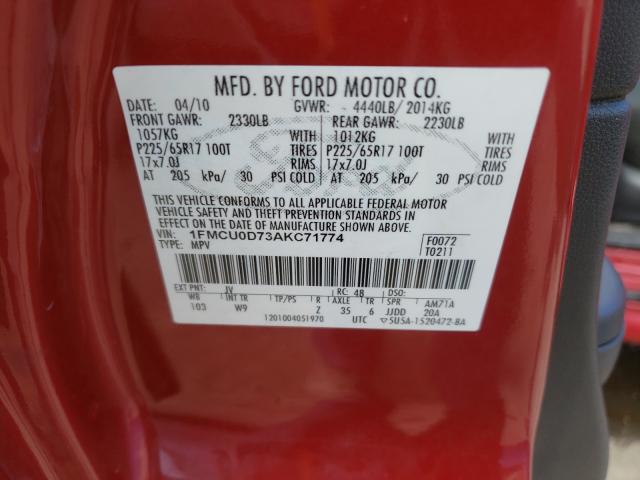 MFD. BY FORD MOTOR CO.
04/10 GVWR: 4440LB/ 2014KG
FRONT GAWR: 2330LB REAR GAWR: 2230LB
1057KG 1012KG
P225/65R17 100T TIRES P225/65R17 100T TIRES
17x7.0J RIMS 17x7.0J RIMS
AT 205 kPa/ 30 PSI COLD AT 205 kPa/ 30 PSI COLD
THIS VEHICLE CONFORMS TO ALL APPLICABLE FEDERAL MOTOR
VEHICLE SAFETY AND THEFT PREVENTION STANDARDS IN
EFFECT ON THE DATE OF MANUFACTURE SHOWN ABOVE.
VIN: 1FMCU0D73AKC71774 F0072
TYPE: MPV T0211
EXT PNT: JV RC: 48 DSO:
WB INT TR TP/PS R AXLE TR SPR AM71A
103 W9 Z 35 6 JJDD 20A
1201004051970 UTC 5U5A-1520472-BA
Ford